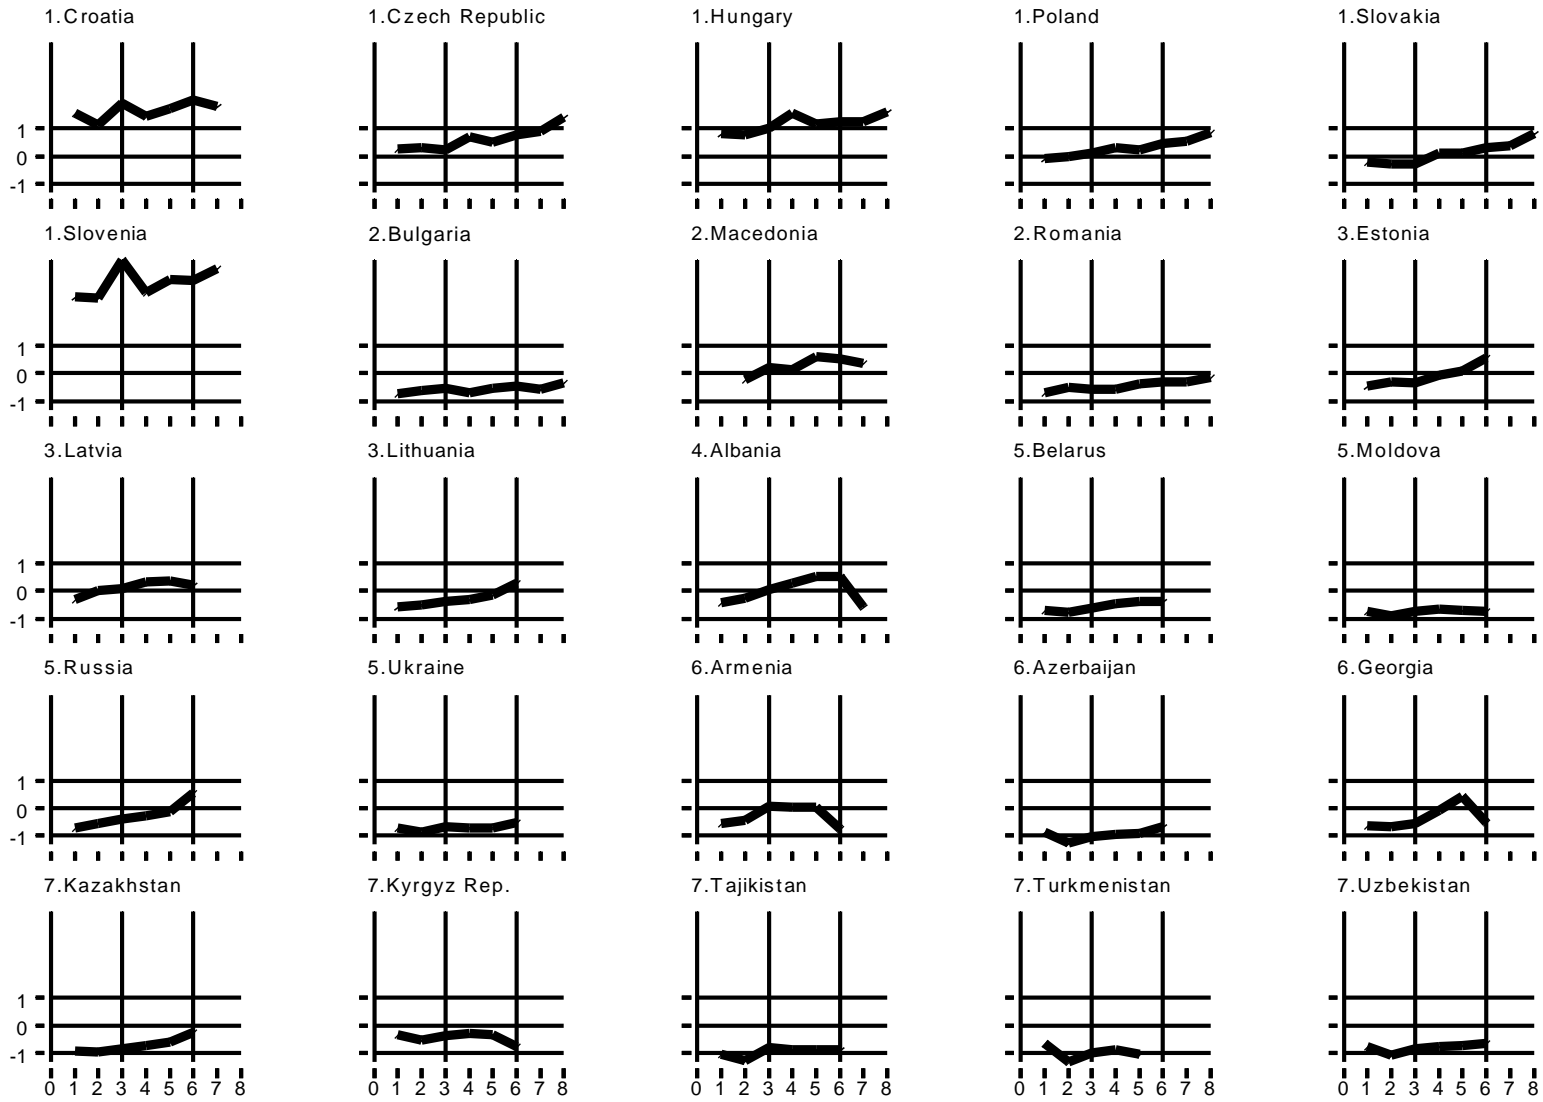 1.Croatia 1.Czech Republic 1.Hungary 1.Poland 1.Slovakia
1
0
-1
0 1 2 3 4 5 6 7 8
1.Slovenia 2.Bulgaria 2.Macedonia 2.Romania 3.Estonia
1
0
-1
3.Latvia 3.Lithuania 4.Albania 5.Belarus 5.Moldova
1
0
-1
5.Russia 5.Ukraine 6.Armenia 6.Azerbaijan 6.Georgia
1
0
-1
7.Kazakhstan 7.Kyrgyz Rep. 7.Tajikistan 7.Turkmenistan 7.Uzbekistan
1
0
-1
0 1 2 3 4 5 6 7 8 0 1 2 3 4 5 6 7 8 0 1 2 3 4 5 6 7 8 0 1 2 3 4 5 6 7 8